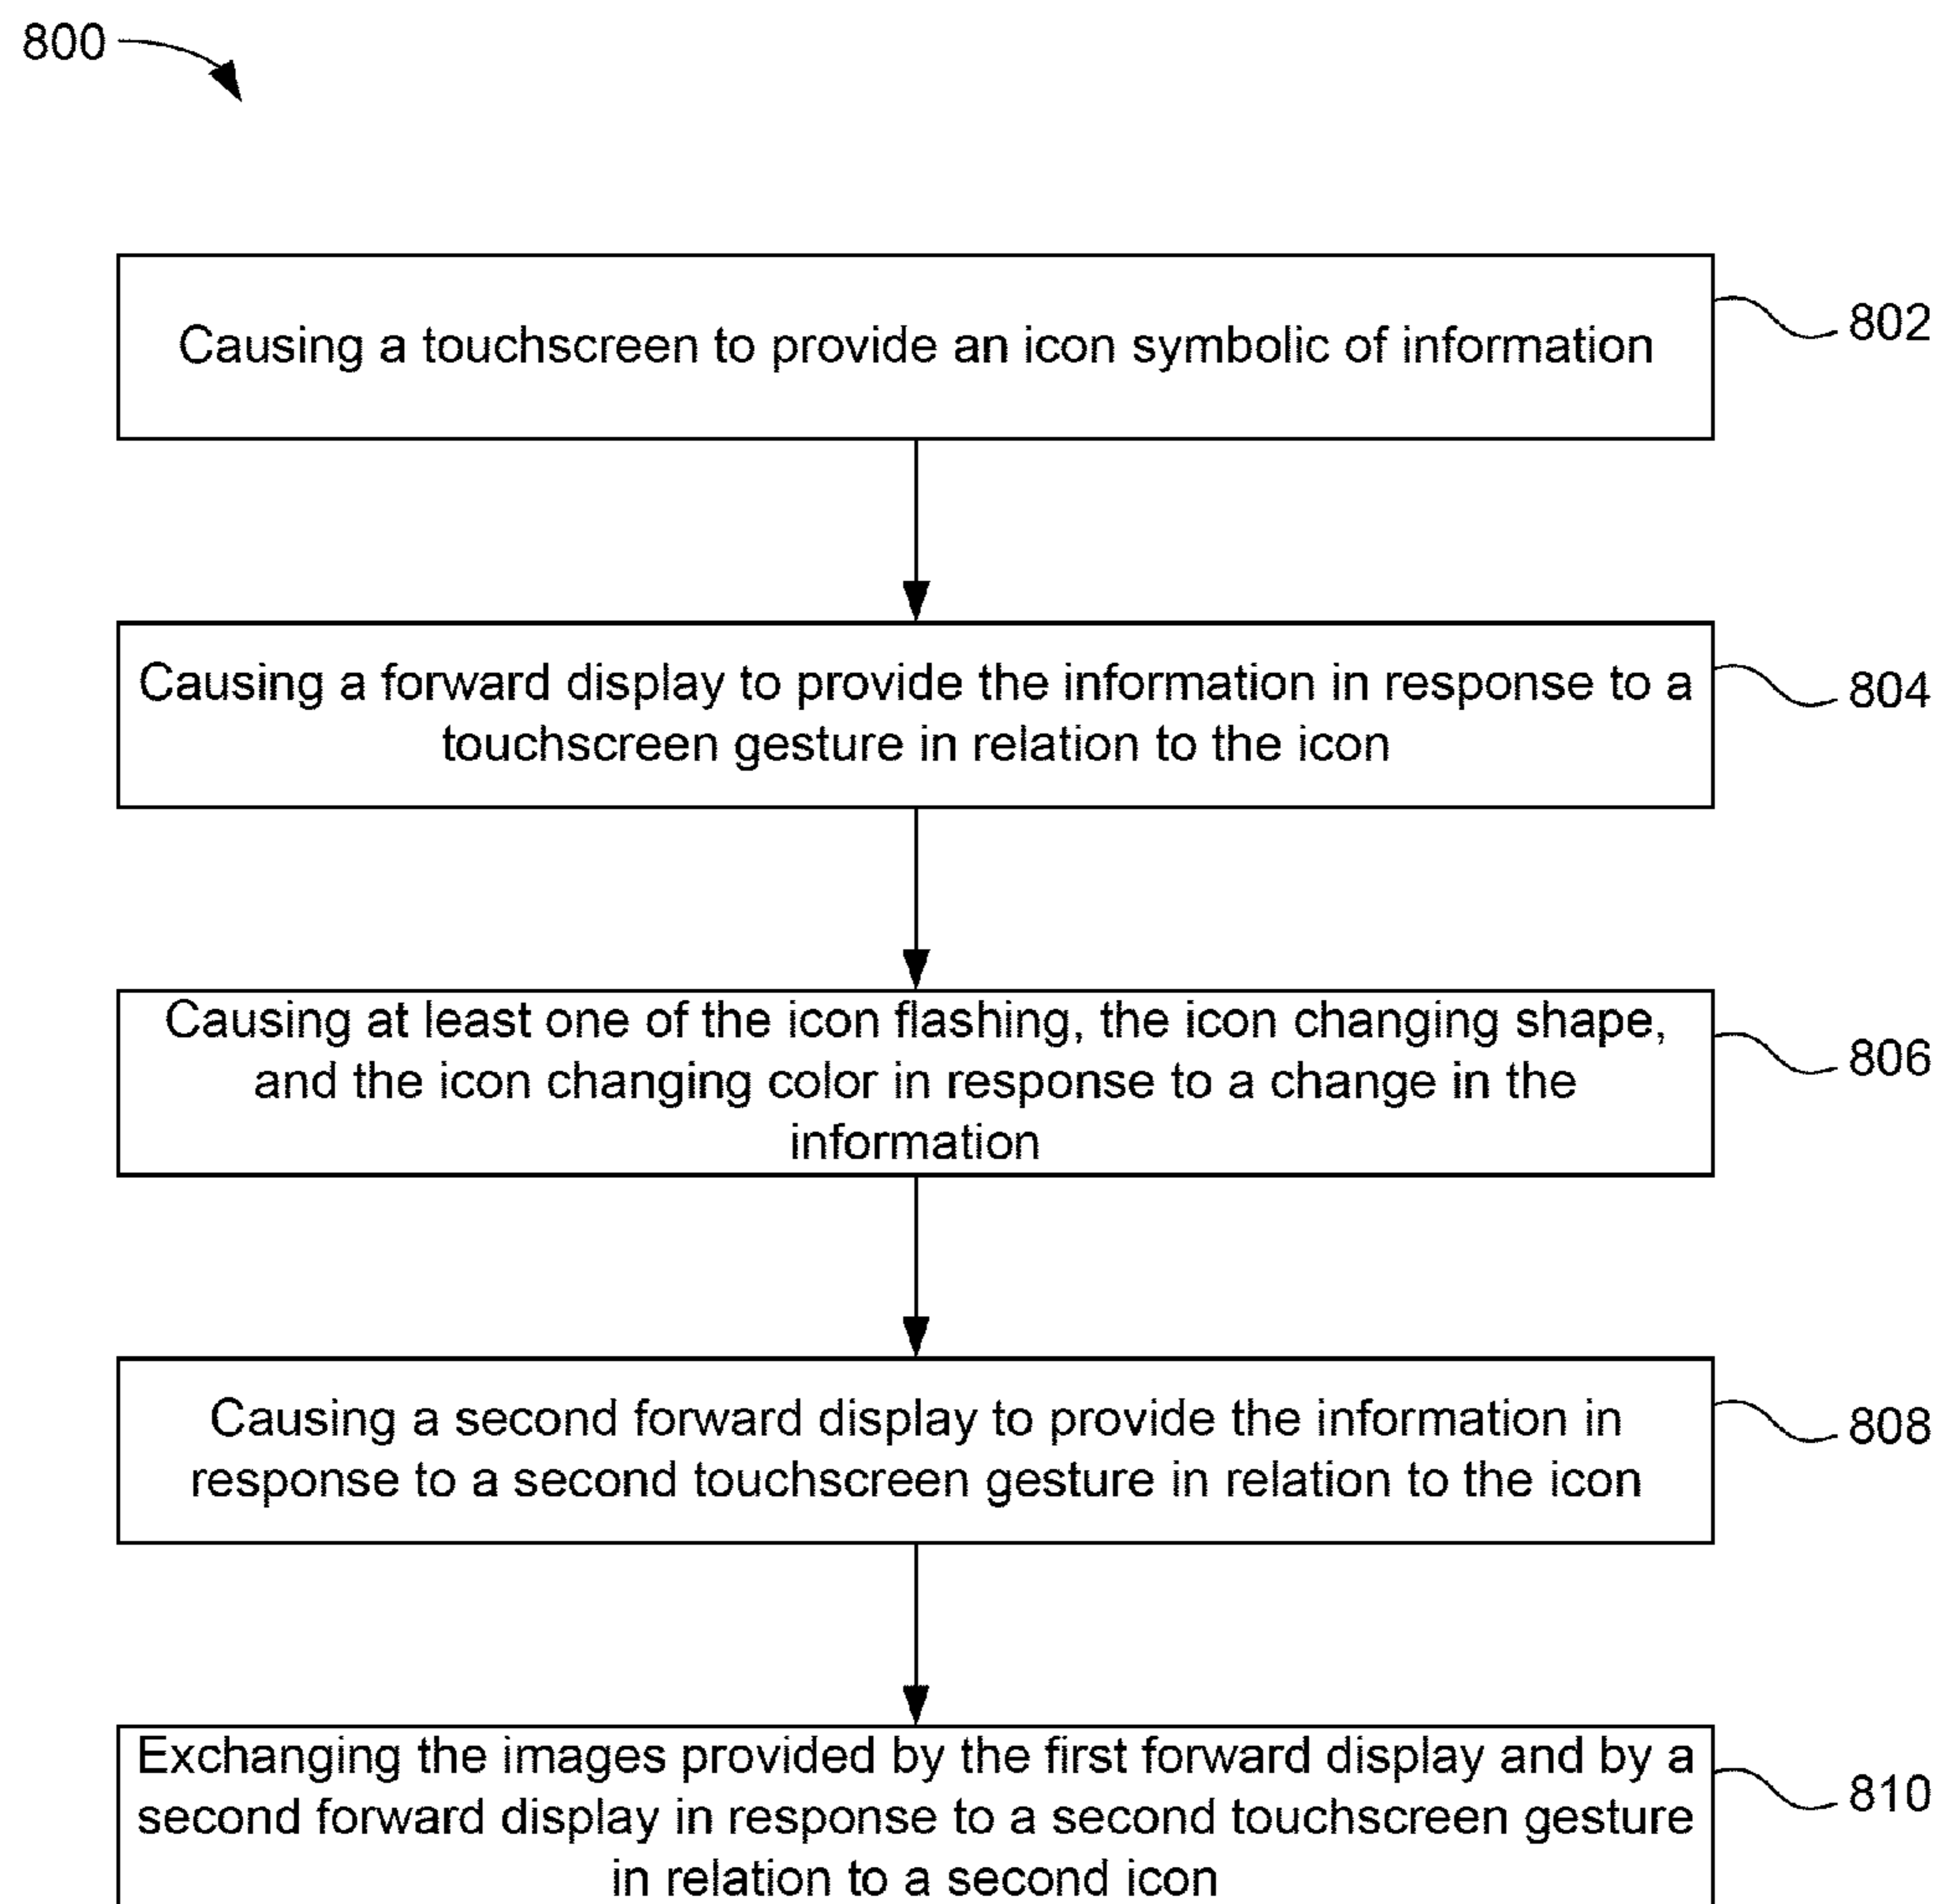 800
Causing a touchscreen to provide an icon symbolic of information
802
Causing a forward display to provide the information in response to a
touchscreen gesture in relation to the icon
804
Causing at least one of the icon flashing, the icon changing shape,
and the icon changing color in response to a change in the
information
806
Causing a second forward display to provide the information in
response to a second touchscreen gesture in relation to the icon
808
Exchanging the images provided by the first forward display and by a
second forward display in response to a second touchscreen gesture
in relation to a second icon
810